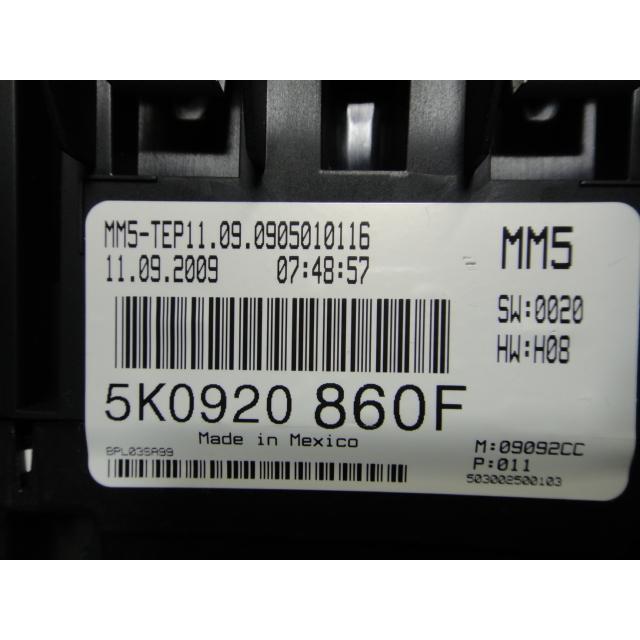 MM5-TEP11.09.0905010116
11.09.2009 07:48:57
MM5
SW:0020
HW:H08
5K0920 860F
Made in Mexico
BPL03SA99
M:09092CC
P:011
503002500103